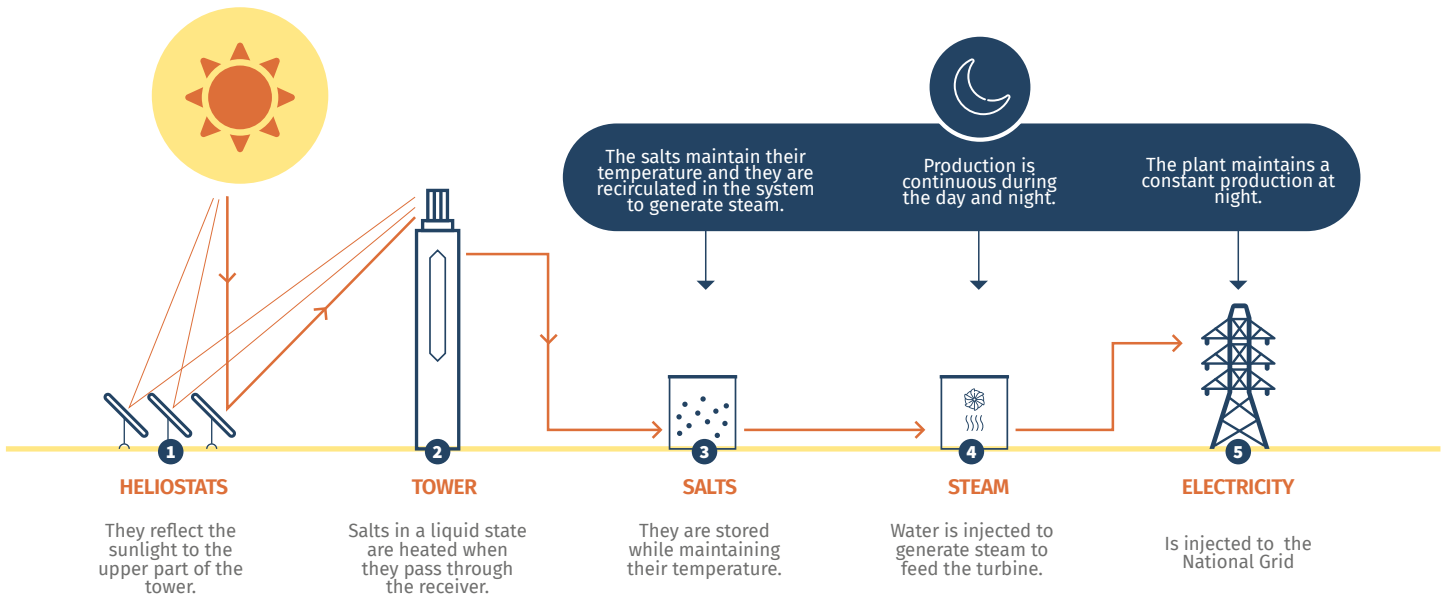 The salts maintain their
temperature and they are
recirculated in the system
to generate steam.
Production is
continuous during
the day and night.
The plant maintains a
constant production at
night.
1
2
3
4
5
HELIOSTATS
They reflect the
sunlight to the
upper part of the
tower.
TOWER
Salts in a liquid state
are heated when
they pass through
the receiver.
SALTS
They are stored
while maintaining
their temperature.
STEAM
Water is injected to
generate steam to
feed the turbine.
ELECTRICITY
Is injected to the
National Grid